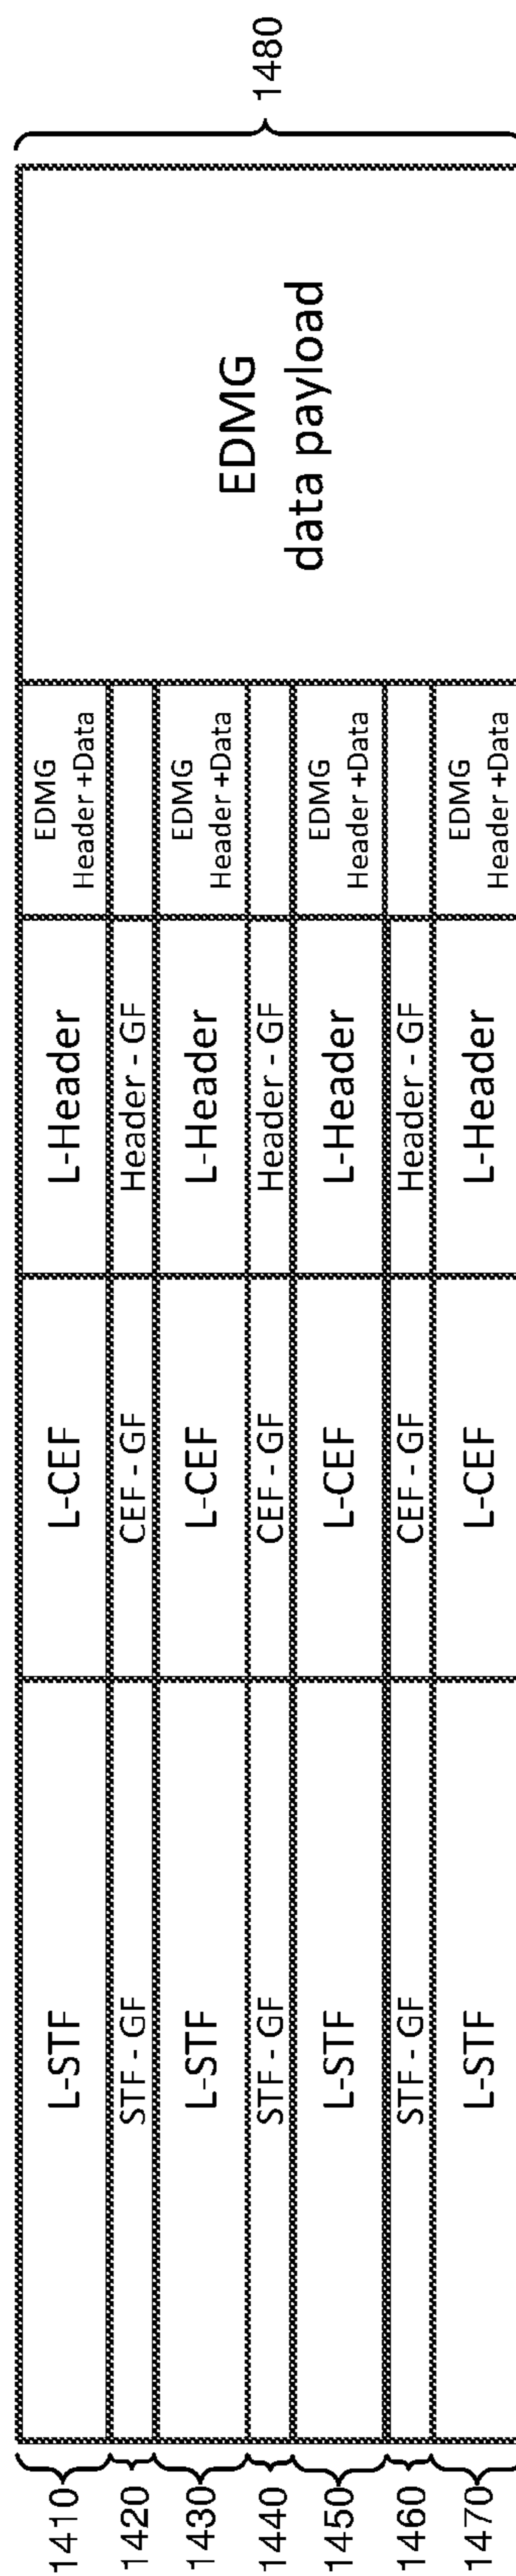 1410
L-STF
L-CEF
L-Header
EDMG
Header +Data
1420
STF - GF
CEF - GF
Header - GF
1430
L-STF
L-CEF
L-Header
EDMG
Header +Data
1440
STF - GF
CEF - GF
Header - GF
1450
L-STF
L-CEF
L-Header
EDMG
Header +Data
1460
STF - GF
CEF - GF
Header - GF
1470
L-STF
L-CEF
L-Header
EDMG
Header +Data
EDMG
data payload
1480